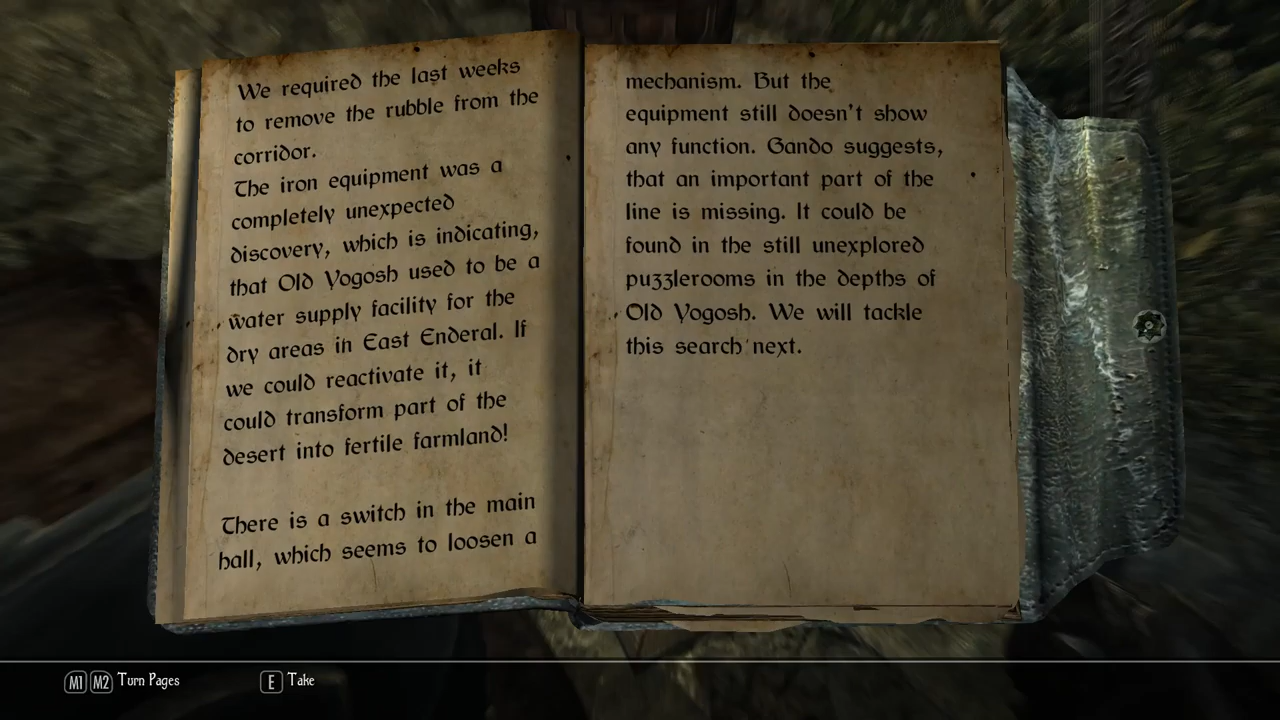 We required the last weeks
to remove the rubble from the
corridor.
The iron equipment was a
completely unexpected
discovery, which is indicating,
that Old Yogosh used to be a
water supply facility for the
dry areas in East Enderal. If
we could reactivate it, it
could transform part of the
desert into fertile farmland!
There is a switch in the main
hall, which seems to loosen a
mechanism. But the
equipment still doesn't show
any function. Gando suggests,
that an important part of the
line is missing. It could be
found in the still unexplored
puzzlerooms in the depths of
Old Yogosh. We will tackle
this search next.
M1 M2 Turn Pages
E Take